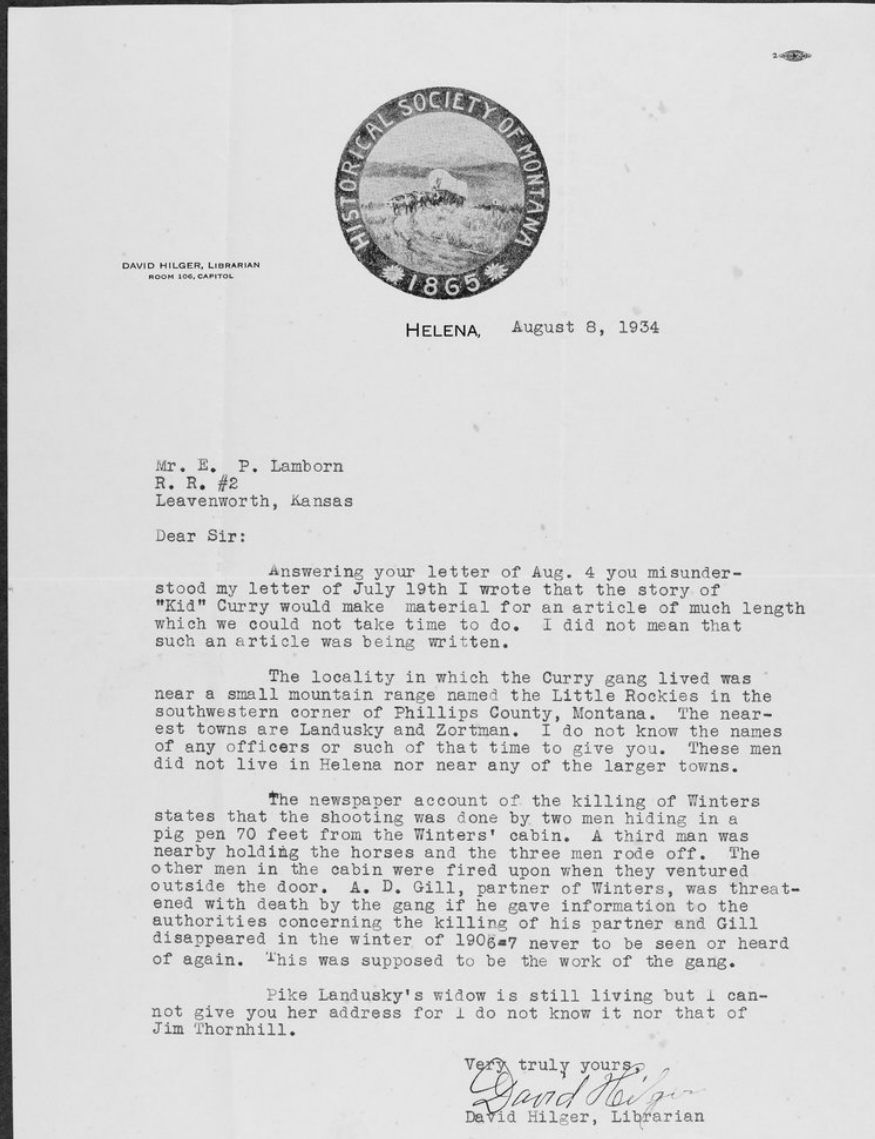 HISTORICAL SOCIETY OF MONTANA
1865
DAVID HILGER, LIBRARIAN
ROOM 106, CAPITOL
HELENA, August 8, 1934
Mr. E. P. Lamborn
R. R. #2
Leavenworth, Kansas
Dear Sir:
Answering your letter of Aug. 4 you misunder-
stood my letter of July 19th I wrote that the story of
"Kid" Curry would make material for an article of much length
which we could not take time to do. I did not mean that
such an article was being written.
The locality in which the Curry gang lived was
near a small mountain range named the Little Rockies in the
southwestern corner of Phillips County, Montana. The near-
est towns are Landusky and Zortman. I do not know the names
of any officers or such of that time to give you. These men
did not live in Helena nor near any of the larger towns.
The newspaper account of the killing of Winters
states that the shooting was done by two men hiding in a
pig pen 70 feet from the Winters' cabin. A third man was
nearby holding the horses and the three men rode off. The
other men in the cabin were fired upon when they ventured
outside the door. A. D. Gill, partner of Winters, was threat-
ened with death by the gang if he gave information to the
authorities concerning the killing of his partner and Gill
disappeared in the winter of 1906-7 never to be seen or heard
of again. This was supposed to be the work of the gang.
Pike Landusky's widow is still living but I can-
not give you her address for I do not know it nor that of
Jim Thornhill.
Very truly yours,
David Hilger
David Hilger, Librarian